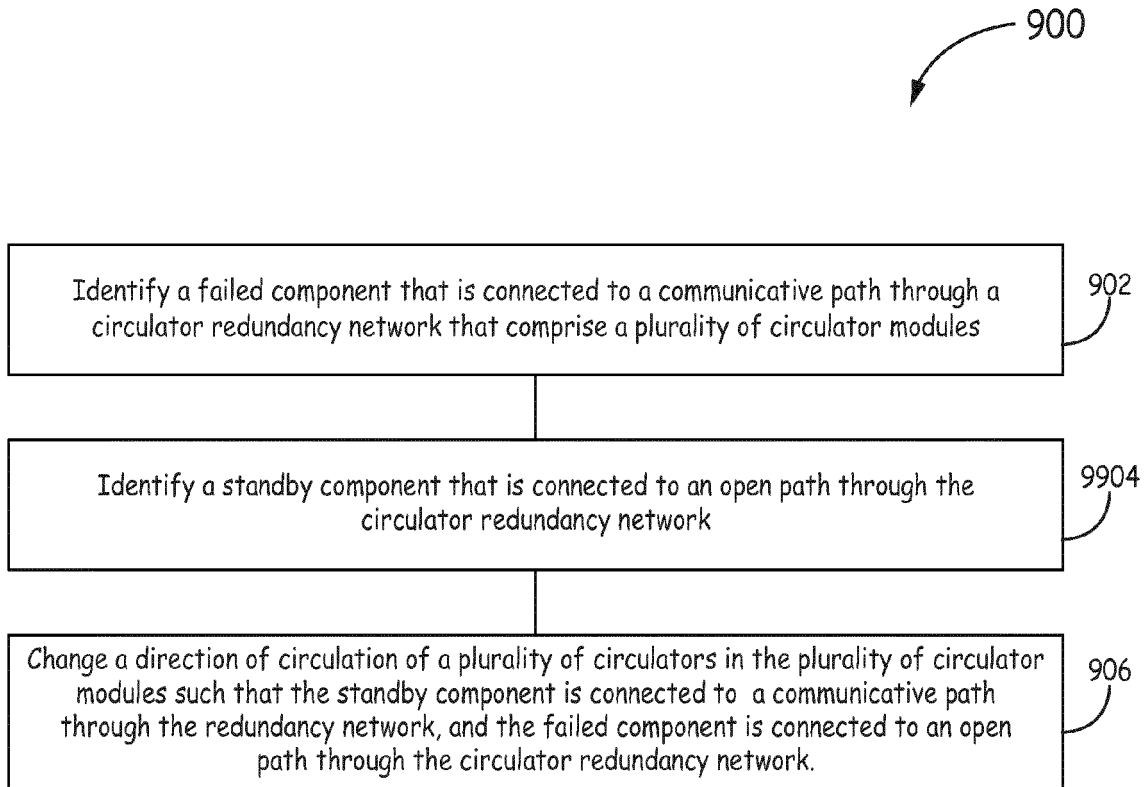 900
Identify a failed component that is connected to a communicative path through a
circulator redundancy network that comprise a plurality of circulator modules
902
Identify a standby component that is connected to an open path through the
circulator redundancy network
9904
Change a direction of circulation of a plurality of circulators in the plurality of circulator
modules such that the standby component is connected to a communicative path
through the redundancy network, and the failed component is connected to an open
path through the circulator redundancy network.
906